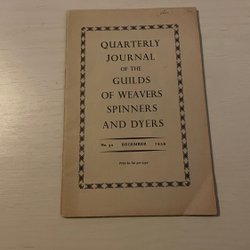 QUARTERLY
JOURNAL
OF THE
GUILDS
OF WEAVERS
SPINNERS
AND DYERS
DECEMBER